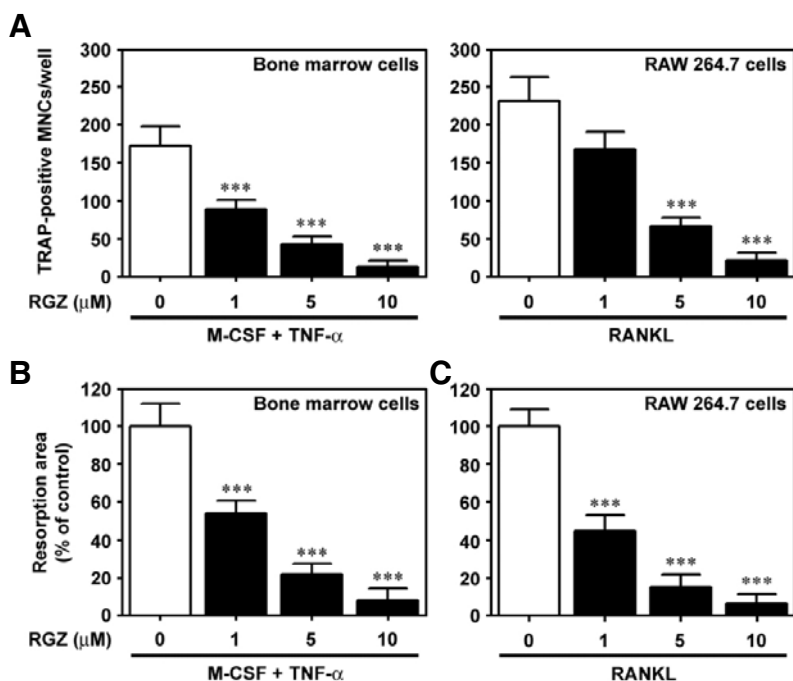 A
Bone marrow cells
TRAP-positive MNCs/well
300
250
200
150
100
50
0
***
***
***
RGZ (µM) 0 1 5 10
M-CSF + TNF-α
RAW 264.7 cells
300
250
200
150
100
50
0
***
***
0 1 5 10
RANKL
B
Bone marrow cells
Resorption area
(% of control)
120
100
80
60
40
20
0
***
***
***
RGZ (µM) 0 1 5 10
M-CSF + TNF-α
C
RAW 264.7 cells
120
100
80
60
40
20
0
***
***
***
0 1 5 10
RANKL